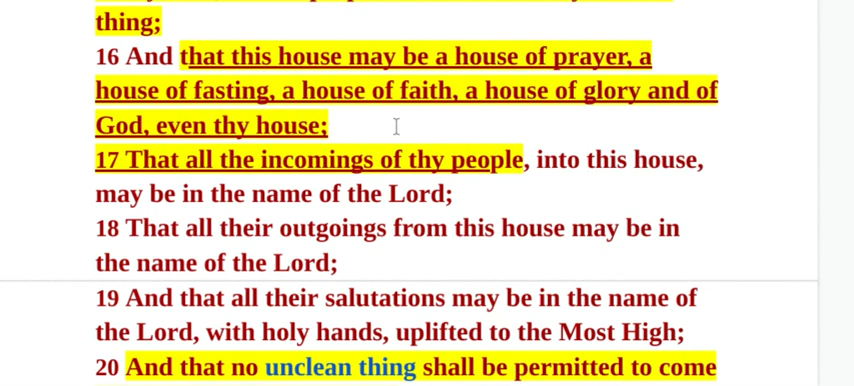 thing;
16 And that this house may be a house of prayer, a
house of fasting, a house of faith, a house of glory and of
God, even thy house;
17 That all the incomings of thy people, into this house,
may be in the name of the Lord;
18 That all their outgoings from this house may be in
the name of the Lord;
19 And that all their salutations may be in the name of
the Lord, with holy hands, uplifted to the Most High;
20 And that no unclean thing shall be permitted to come